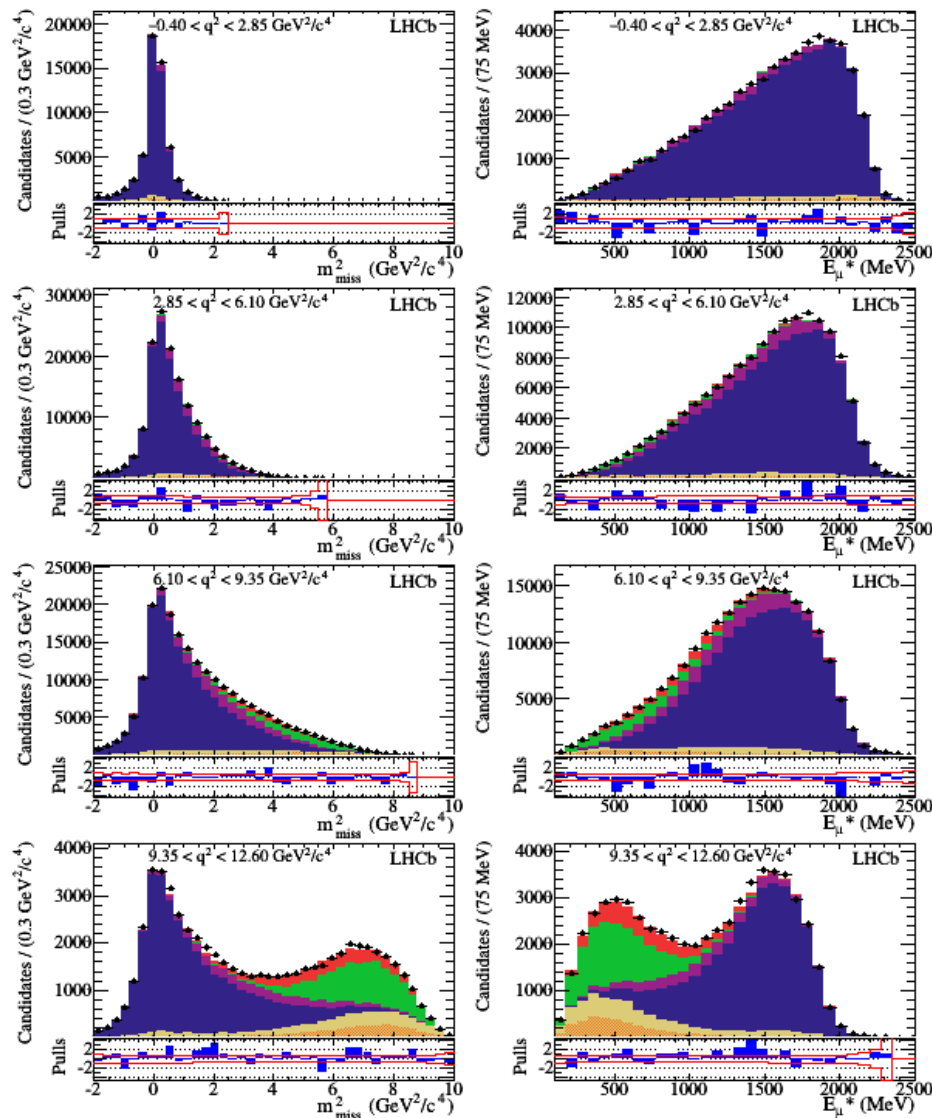 −0.40 < q² < 2.85 GeV²/c⁴
LHCb
Candidates / (0.3 GeV²/c⁴)
20000
15000
10000
5000
Pulls
2
-2
-2 0 2 4 6 8 10
m²miss (GeV²/c⁴)
−0.40 < q² < 2.85 GeV²/c⁴
LHCb
Candidates / (75 MeV)
4000
3000
2000
1000
Pulls
2
-2
500 1000 1500 2000 2500
Eμ* (MeV)
2.85 < q² < 6.10 GeV²/c⁴
LHCb
Candidates / (0.3 GeV²/c⁴)
30000
20000
10000
Pulls
2
-2
-2 0 2 4 6 8 10
m²miss (GeV²/c⁴)
2.85 < q² < 6.10 GeV²/c⁴
LHCb
Candidates / (75 MeV)
12000
10000
8000
6000
4000
2000
Pulls
2
-2
500 1000 1500 2000 2500
Eμ* (MeV)
6.10 < q² < 9.35 GeV²/c⁴
LHCb
Candidates / (0.3 GeV²/c⁴)
25000
20000
15000
10000
5000
Pulls
2
-2
-2 0 2 4 6 8 10
m²miss (GeV²/c⁴)
6.10 < q² < 9.35 GeV²/c⁴
LHCb
Candidates / (75 MeV)
15000
10000
5000
Pulls
2
-2
500 1000 1500 2000 2500
Eμ* (MeV)
9.35 < q² < 12.60 GeV²/c⁴
LHCb
Candidates / (0.3 GeV²/c⁴)
4000
3000
2000
1000
Pulls
2
-2
-2 0 2 4 6 8 10
m²miss (GeV²/c⁴)
9.35 < q² < 12.60 GeV²/c⁴
LHCb
Candidates / (75 MeV)
4000
3000
2000
1000
Pulls
2
-2
500 1000 1500 2000 2500
Eμ* (MeV)